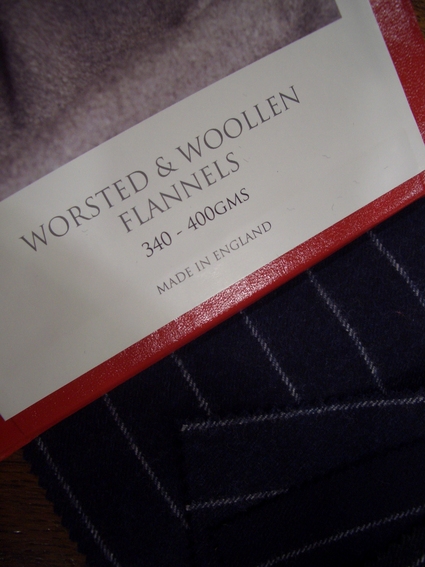 WORSTED & WOOLLEN
FLANNELS
340 - 400GMS
MADE IN ENGLAND